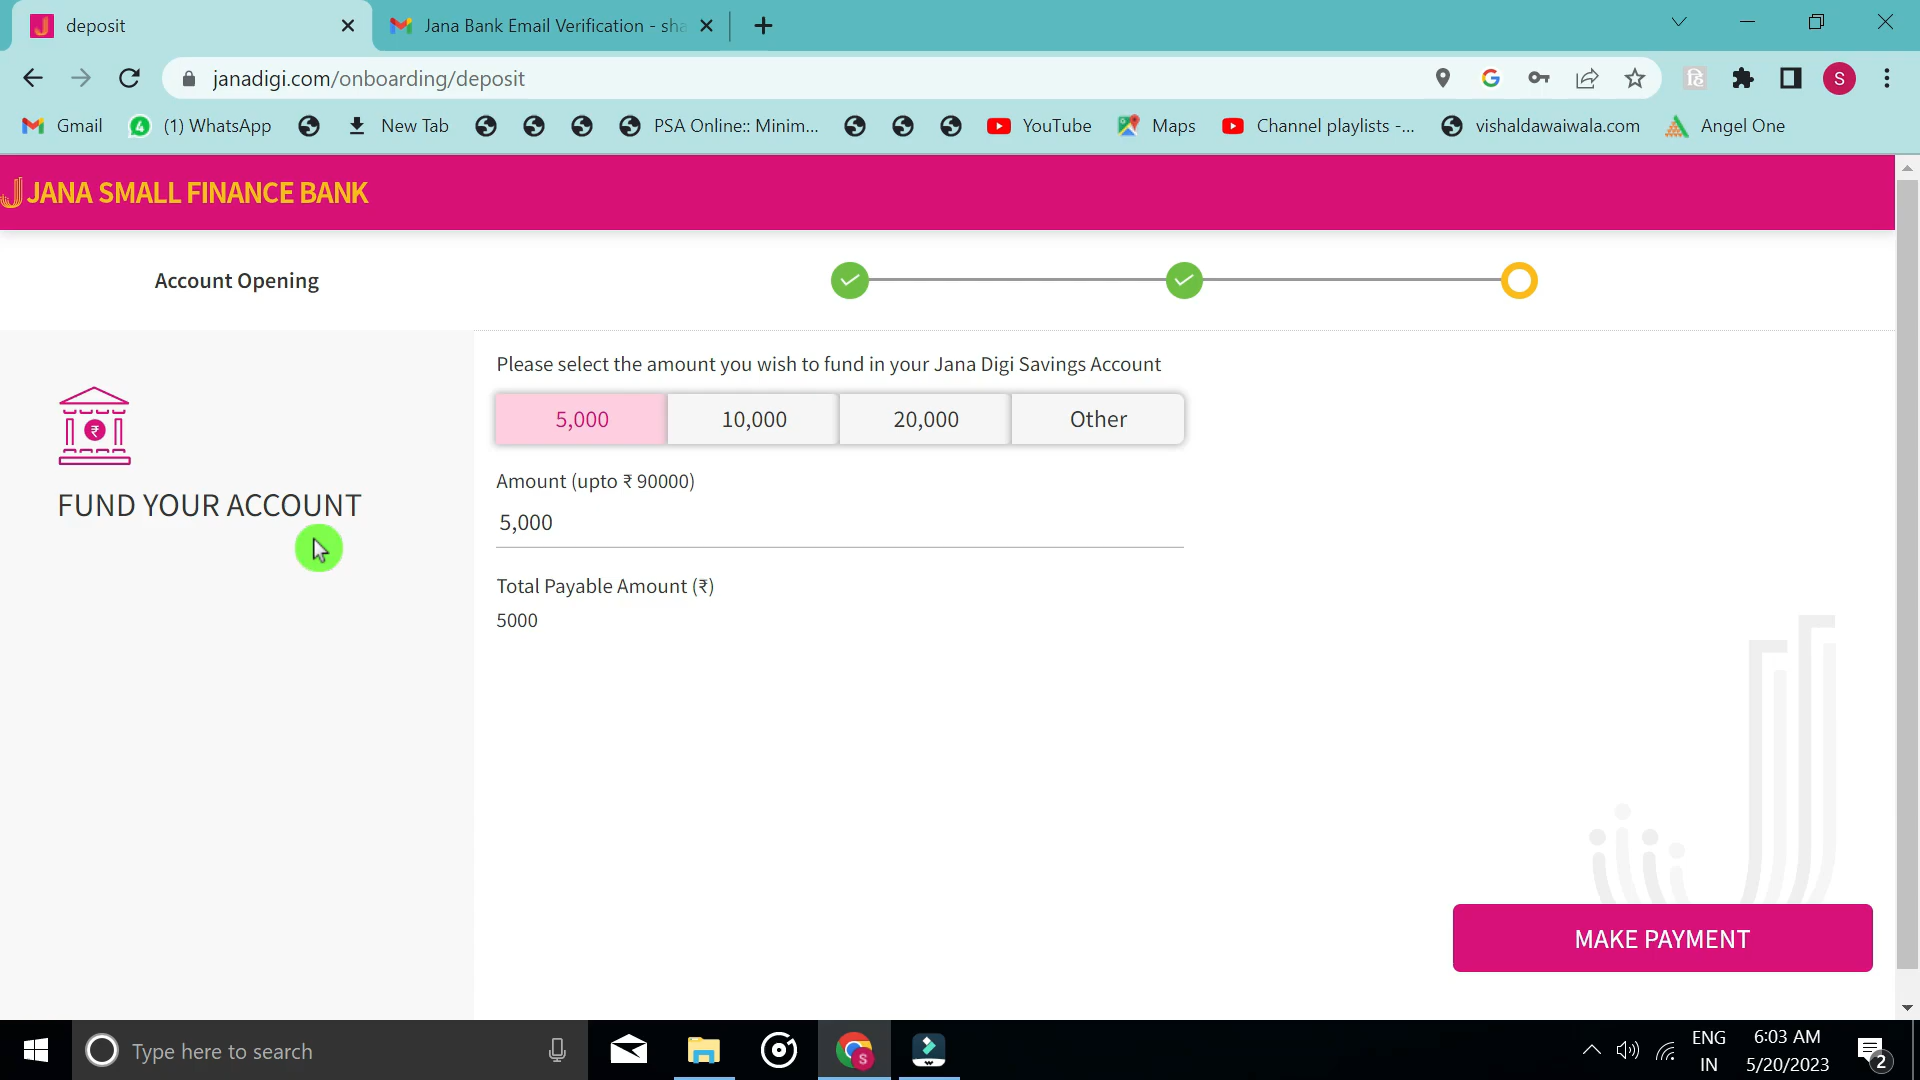 deposit
Jana Bank Email Verification - sha
janadigi.com/onboarding/deposit
S
Gmail
4
(1) WhatsApp
New Tab
PSA Online:: Minim...
YouTube
Maps
Channel playlists -...
vishaldawaiwala.com
Angel One
JANA SMALL FINANCE BANK
Account Opening
Please select the amount you wish to fund in your Jana Digi Savings Account
5,000
10,000
20,000
Other
₹
Amount (upto ₹ 90000)
FUND YOUR ACCOUNT
5,000
Total Payable Amount (₹)
5000
MAKE PAYMENT
Type here to search
S
ENG
IN
6:03 AM
5/20/2023
2